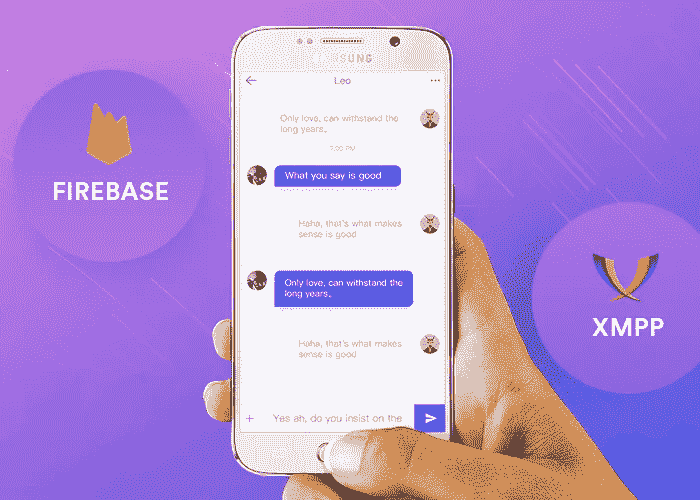 SAMSUNG
Leo
Only love, can withstand the
long years。
7:20 PM
What you say is good
FIREBASE
Haha, that's what makes
sense is good
Only love, can withstand the
long years。
XMPP
Haha, that's what makes
sense is good
Yes ah, do you insist on the